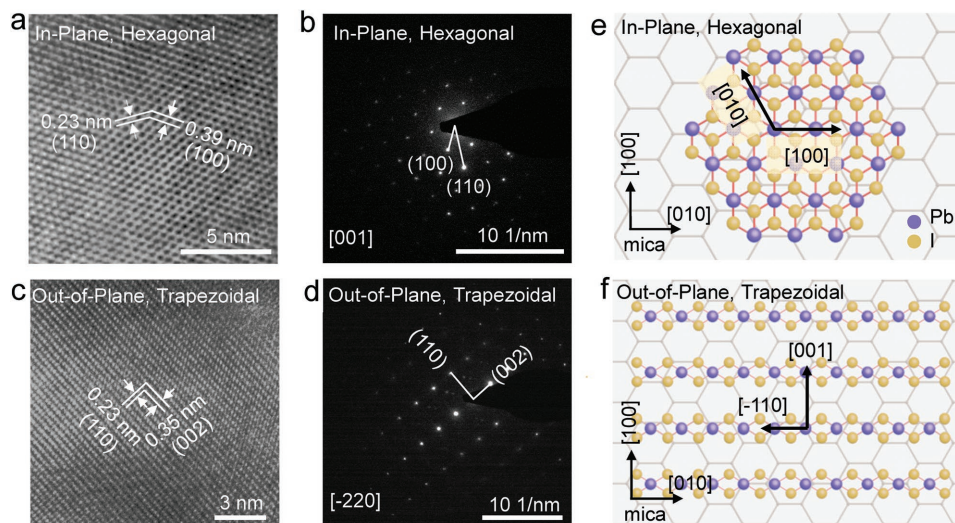 a
In-Plane, Hexagonal
0.23 nm
(110)
0.39 nm
(100)
5 nm
b
In-Plane, Hexagonal
(100)
(110)
[001]
10 1/nm
e
In-Plane, Hexagonal
[010]
[100]
[100]
[010]
mica
Pb
I
c
Out-of-Plane, Trapezoidal
0.23 nm
(110)
0.35 nm
(002)
3 nm
d
Out-of-Plane, Trapezoidal
(110)
(002)
[-220]
10 1/nm
f
Out-of-Plane, Trapezoidal
[001]
[-110]
[100]
[010]
mica